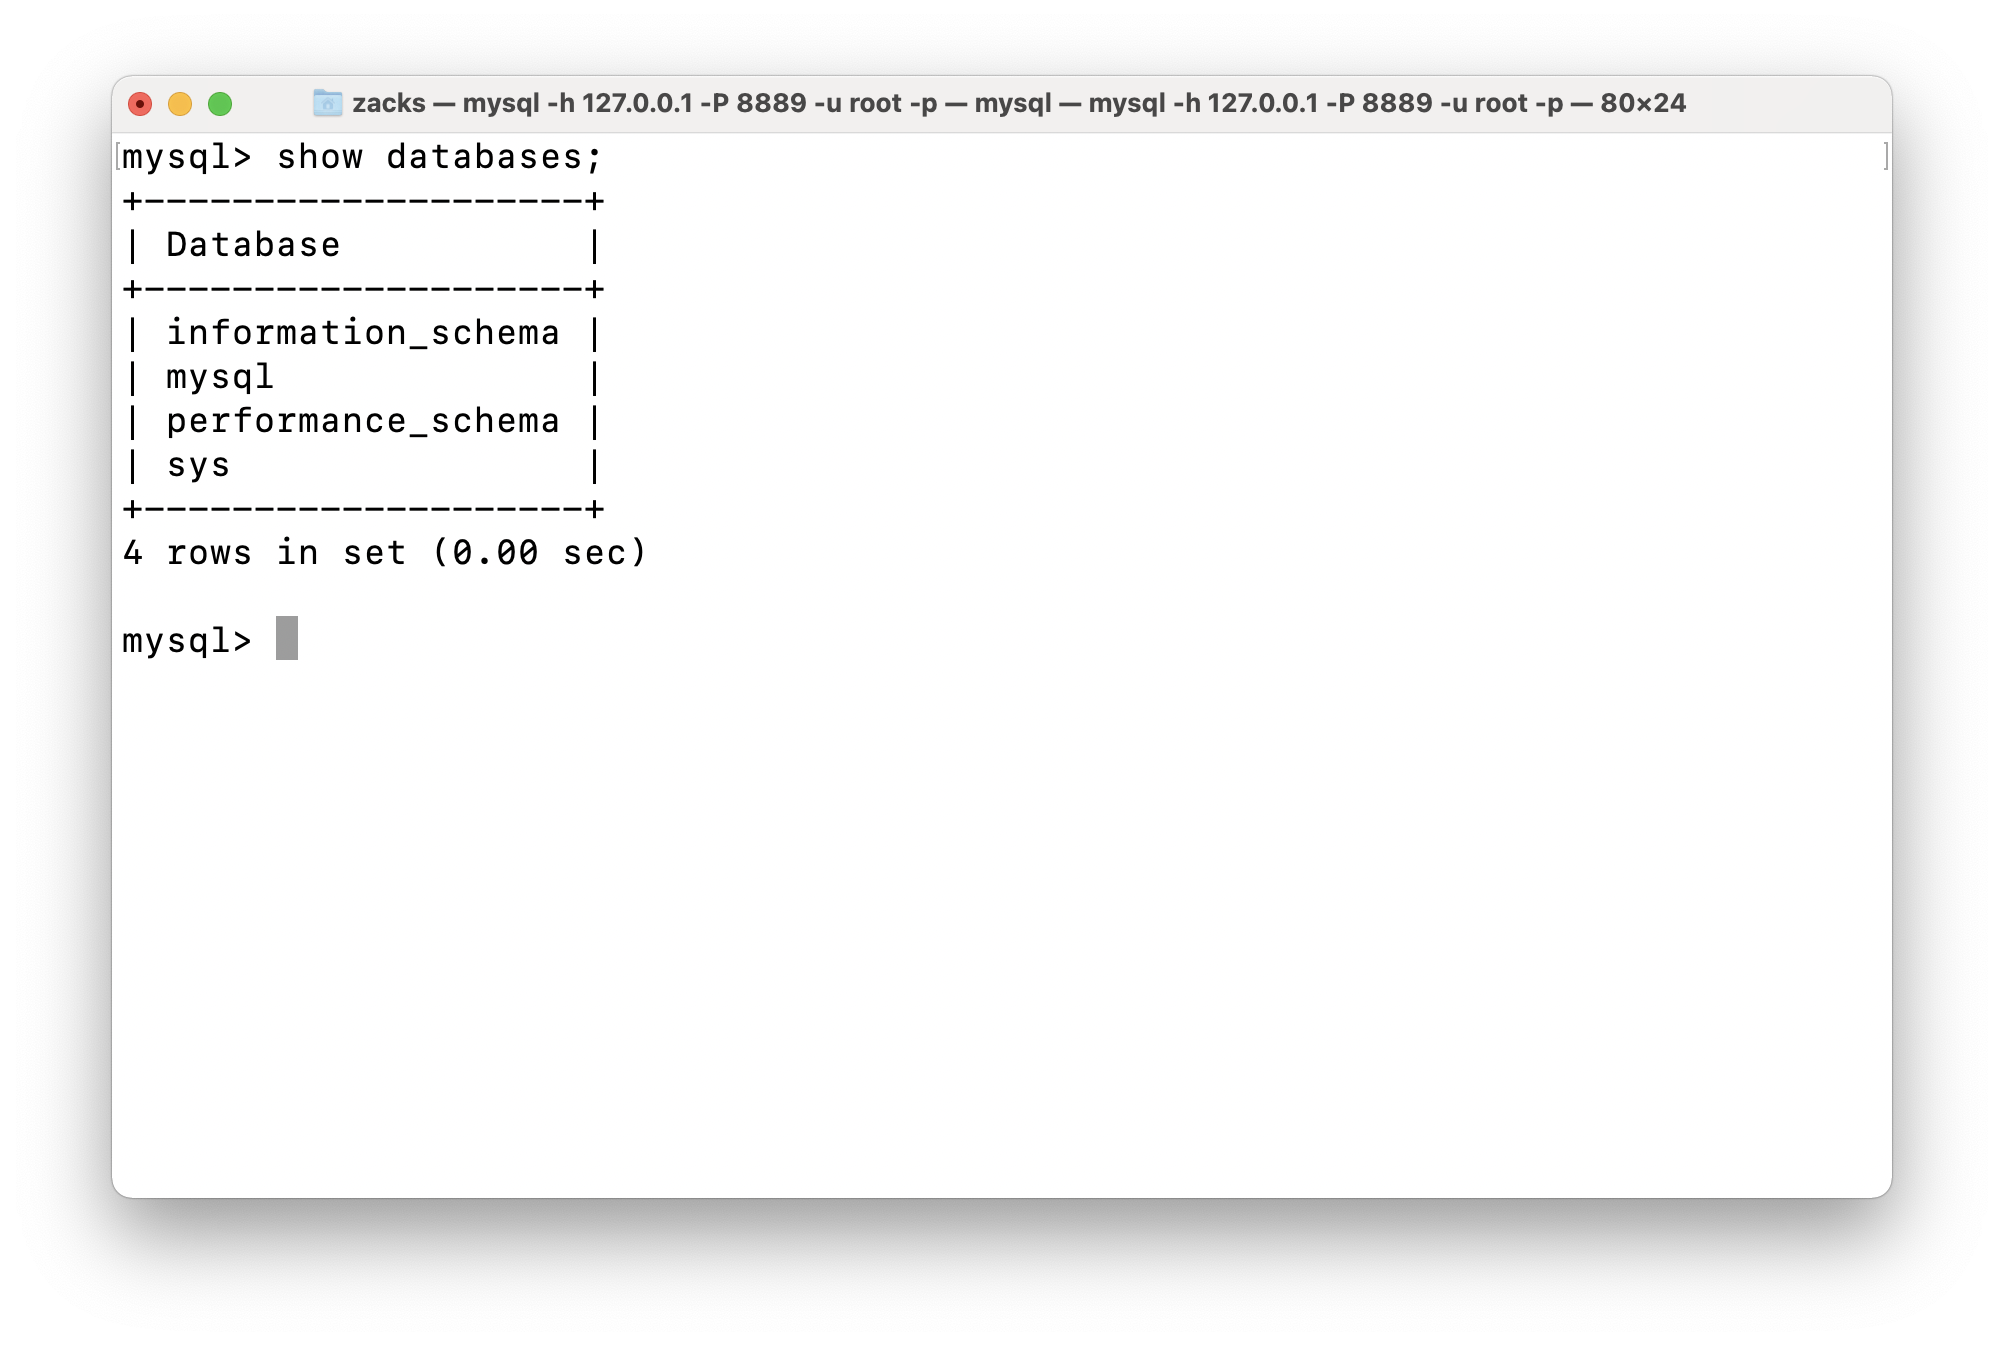 zacks — mysql -h 127.0.0.1 -P 8889 -u root -p — mysql — mysql -h 127.0.0.1 -P 8889 -u root -p — 80×24
[mysql> show databases; ]
+--------------------+
| Database           |
+--------------------+
| information_schema |
| mysql              |
| performance_schema |
| sys                |
+--------------------+
4 rows in set (0.00 sec)
mysql>